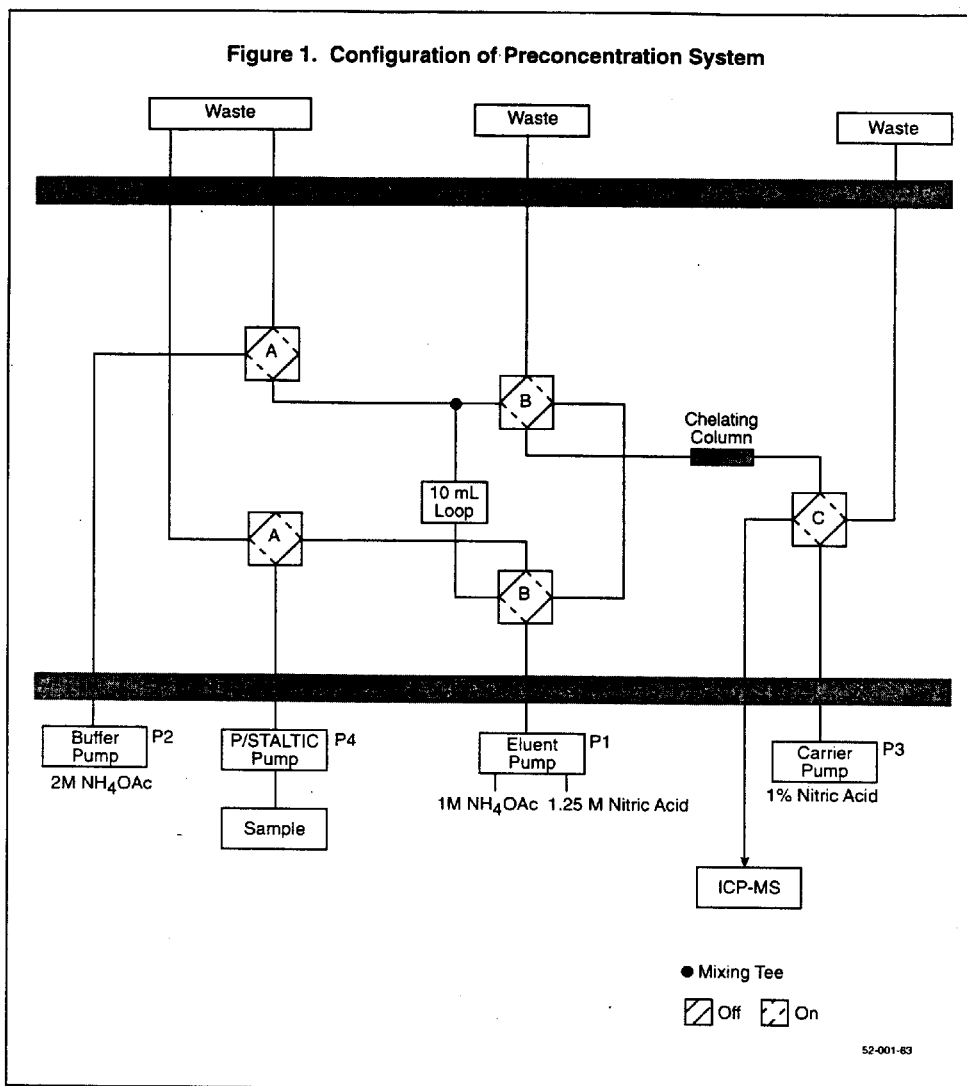 Figure 1. Configuration of Preconcentration System
Waste
Waste
Waste
A
B
Chelating
Column
10 mL
Loop
A
C
B
Buffer
Pump
P2
2M NH4OAc
P/STALTIC
Pump
P4
Sample
Eluent
Pump
P1
1M NH4OAc 1.25 M Nitric Acid
Carrier
Pump
P3
1% Nitric Acid
ICP-MS
Mixing Tee
Off On
52-001-63